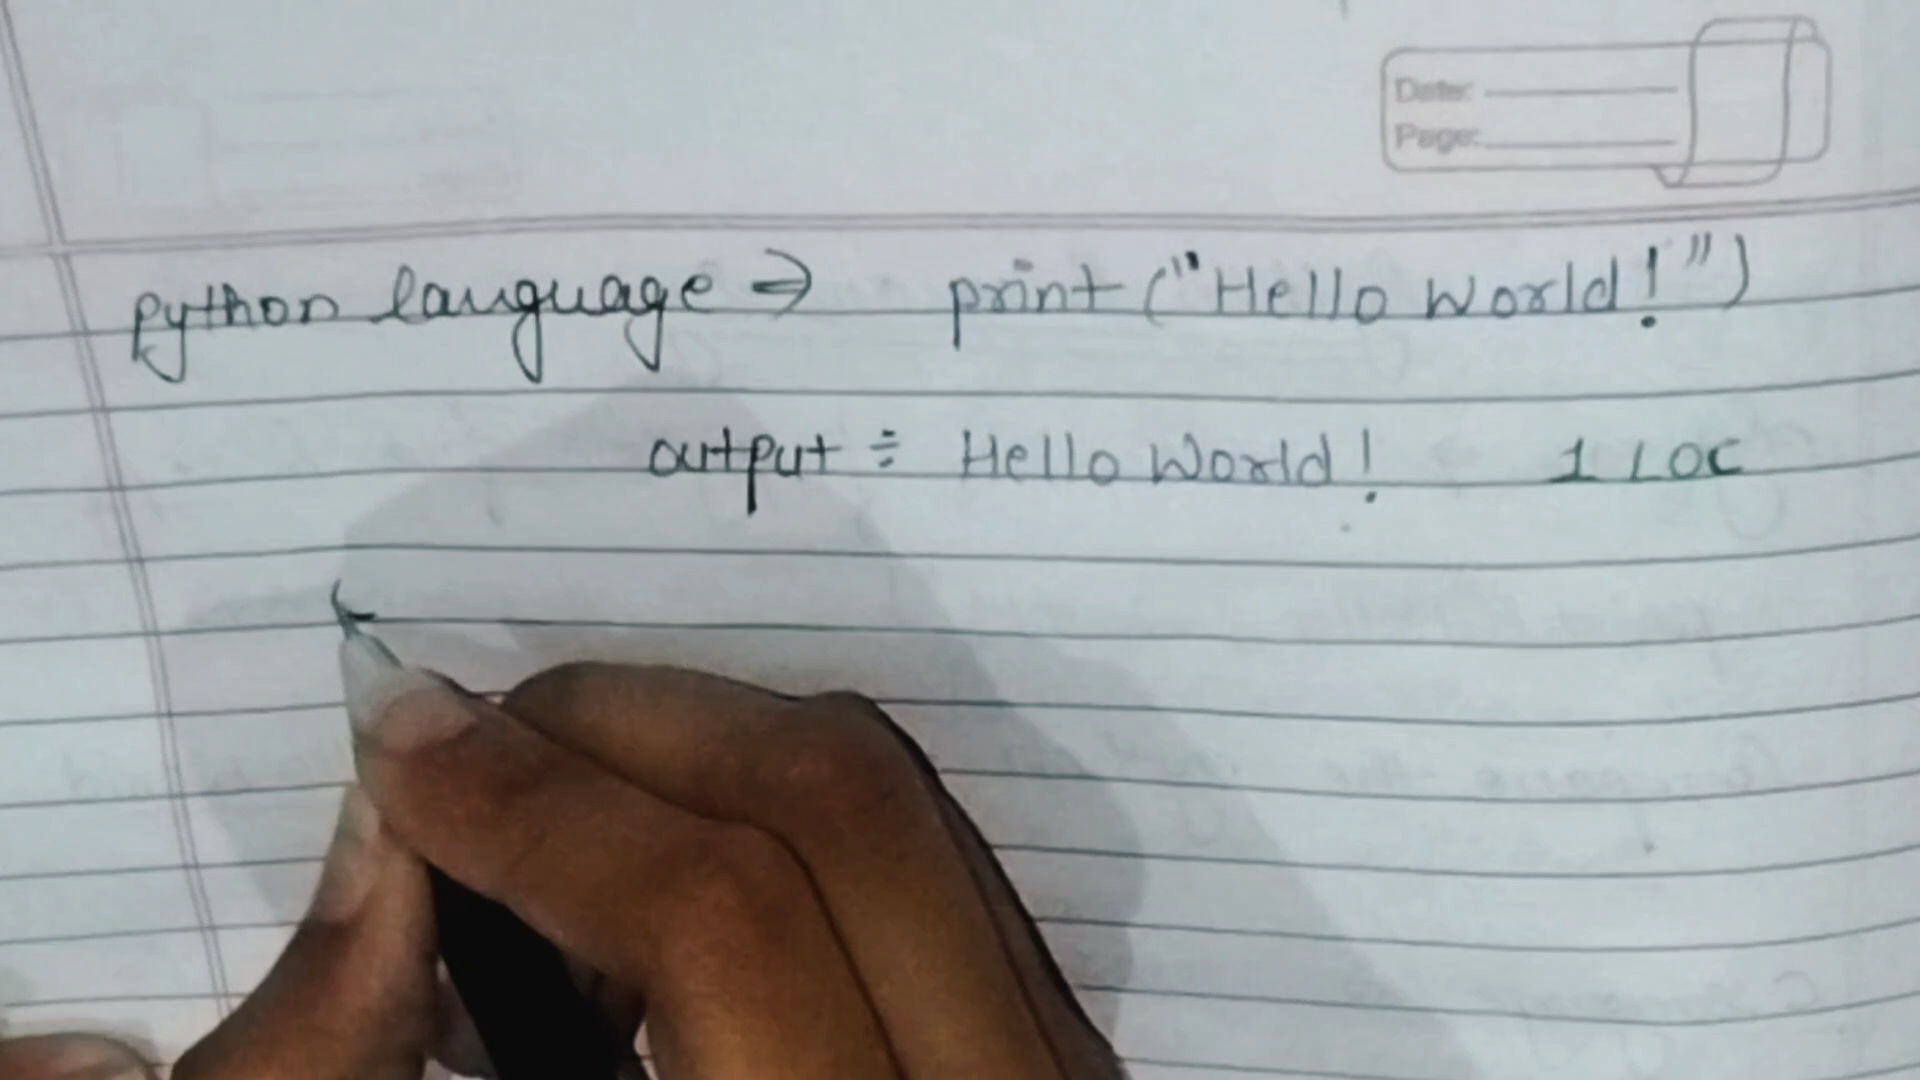 Date:
Page:
python language ⇒ print ("Hello World!")
output ÷ Hello World! 1 LOC